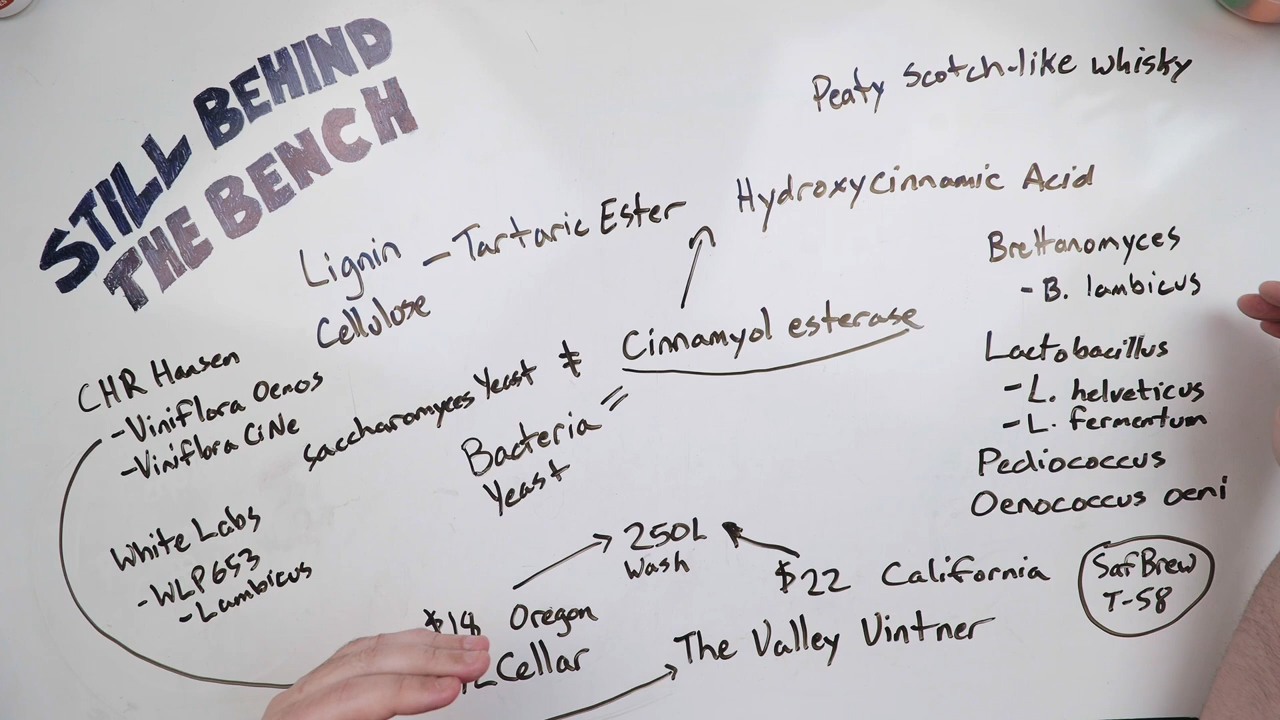 STILL BEHIND
THE BENCH
Peaty Scotch-like whisky
Lignin - Tartaric Ester
Hydroxycinnamic Acid
Cellulose
Cinnamyol esterase
Saccharomyces Yeast ‡
Bacteria =
Yeast
CHR Hansen
- Viniflora Oenos
- Viniflora CiNe
White Labs
- WLP653
- Lambicus
Brettanomyces
- B. lambicus
Lactobacillus
- L. helveticus
- L. fermentum
Pediococcus
Oenococcus oeni
SafBrew
T-58
250L
Wash
$18 Oregon
Cellar
$22 California
The Valley Vintner